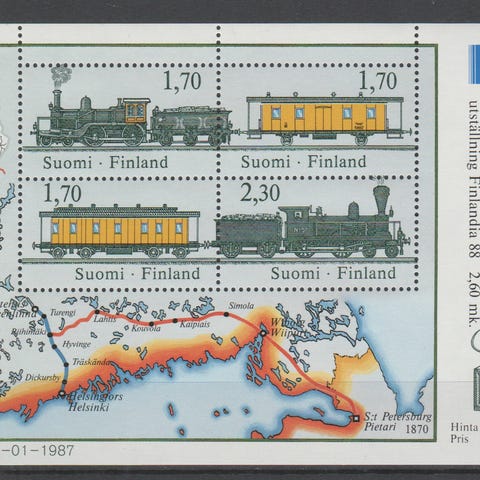 1,70
1,70
Suomi · Finland
Suomi · Finland
1,70
2,30
Suomi · Finland
Suomi · Finland
Turengi
Lahtis
Kouvola
Kaipiais
Simola
Riihimäki
Hyvinge
Träskända
Dickursby
Helsingfors
Helsinki
Wiborg
Wiipuri
S:t Petersburg
Pietari
1870
-01-1987
utställning Finlandia 88 2,60 mk.
Hinta
Pris